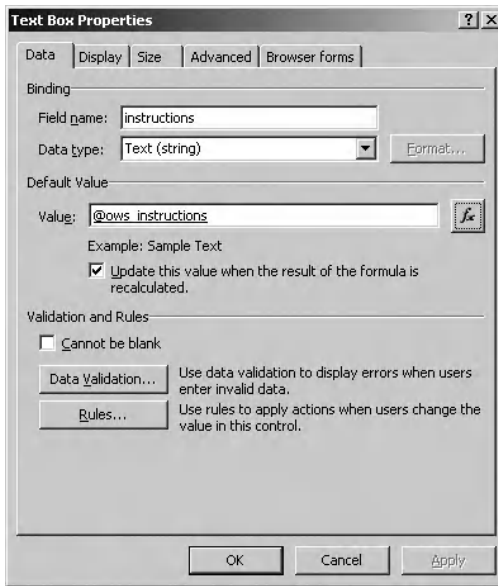 Text Box Properties
Data Display Size Advanced Browser forms
Binding
Field name: instructions
Data type: Text (string) Format...
Default Value
Value: @ows_instructions fx
Example: Sample Text
Update this value when the result of the formula is
recalculated.
Validation and Rules
Cannot be blank
Data Validation... Use data validation to display errors when users
enter invalid data.
Rules... Use rules to apply actions when users change the
value in this control.
OK Cancel Apply